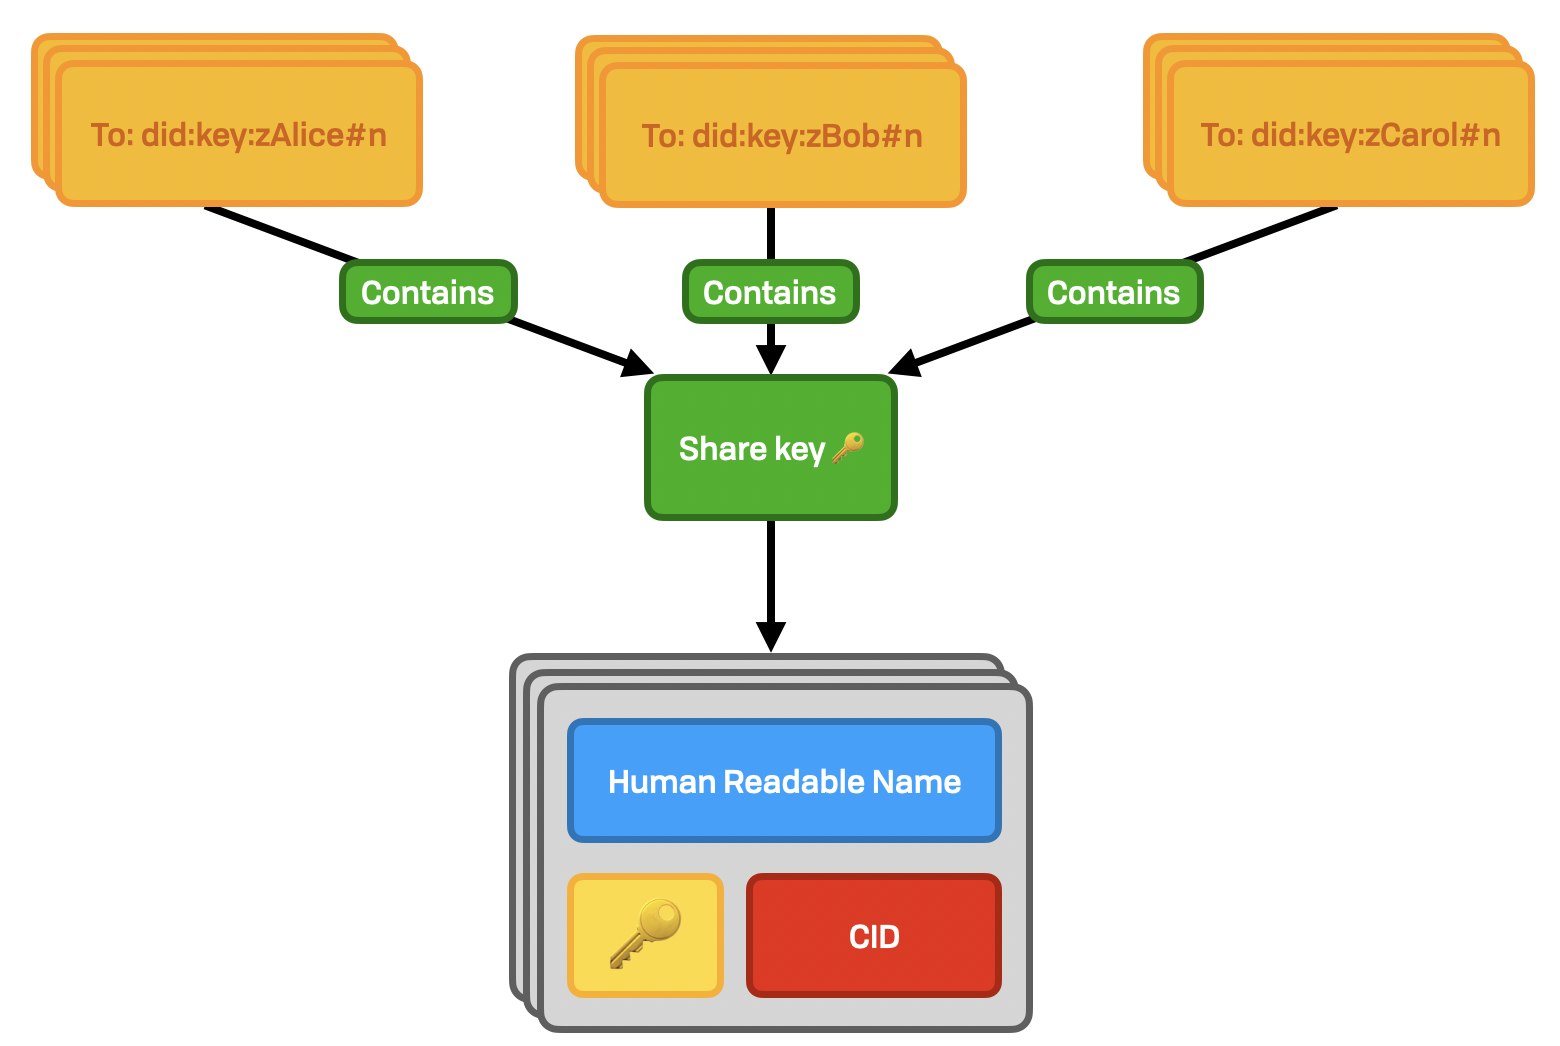 To: did:key:zAlice#n
To: did:key:zBob#n
To: did:key:zCarol#n
Contains
Contains
Contains
Share key 🔑
Human Readable Name
CID